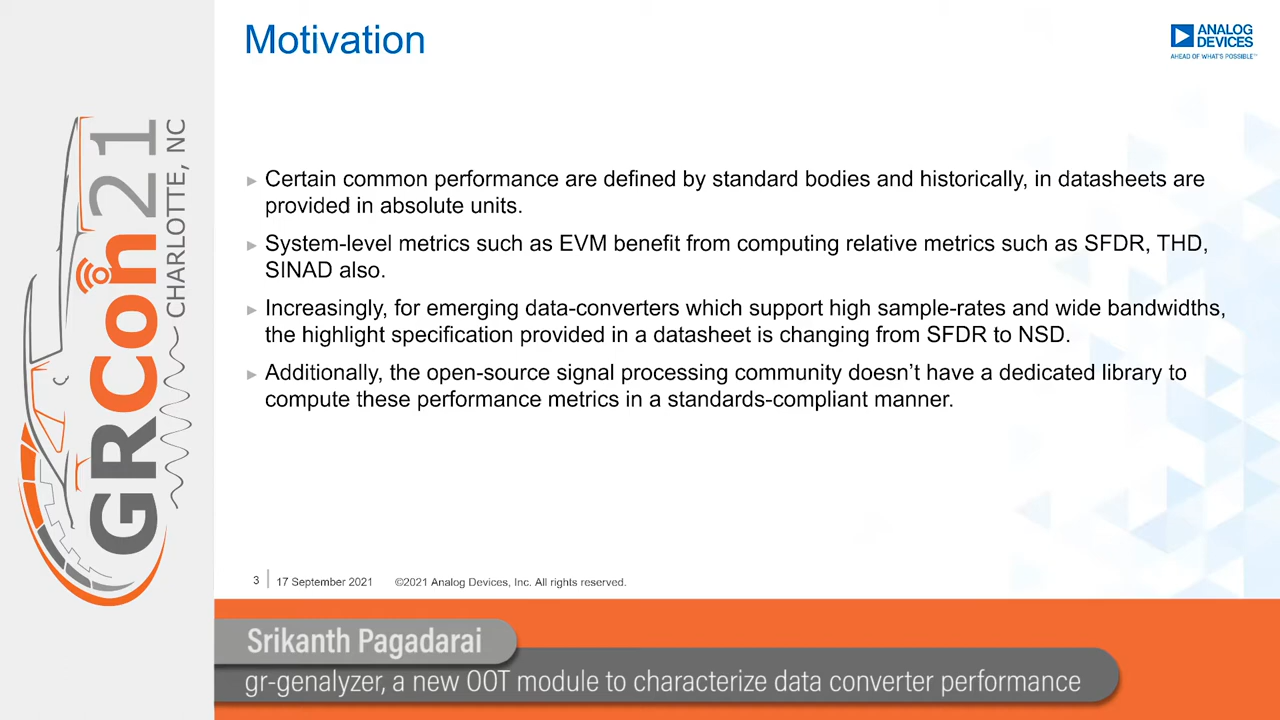 Motivation
ANALOG
DEVICES
AHEAD OF WHAT'S POSSIBLE™
GRCon21
CHARLOTTE, NC
Certain common performance are defined by standard bodies and historically, in datasheets are
provided in absolute units.
System-level metrics such as EVM benefit from computing relative metrics such as SFDR, THD,
SINAD also.
Increasingly, for emerging data-converters which support high sample-rates and wide bandwidths,
the highlight specification provided in a datasheet is changing from SFDR to NSD.
Additionally, the open-source signal processing community doesn’t have a dedicated library to
compute these performance metrics in a standards-compliant manner.
3 17 September 2021 ©2021 Analog Devices, Inc. All rights reserved.
Srikanth Pagadarai
gr-genalyzer, a new OOT module to characterize data converter performance